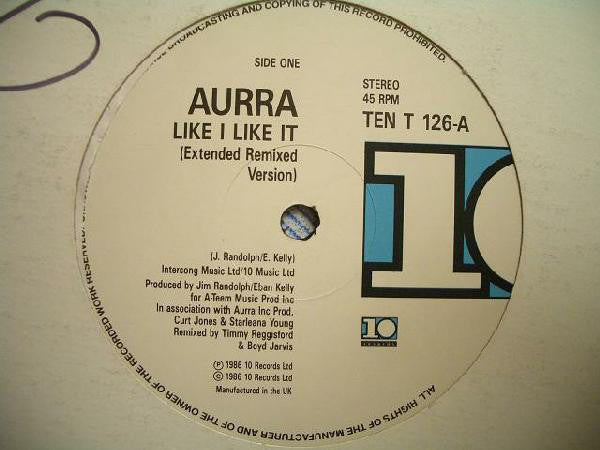 BROADCASTING AND COPYING OF THIS RECORD PROHIBITED.
SIDE ONE
AURRA
LIKE I LIKE IT
(Extended Remixed
Version)
STEREO
45 RPM
TEN T 126-A
10
(J. Randolph/E. Kelly)
Intersong Music Ltd/10 Music Ltd
Produced by Jim Randolph/Eban Kelly
for A-Team Music Prod Inc
In association with Aurra Inc Prod.
Curt Jones & Starleana Young
Remixed by Timmy Reggisford
& Boyd Jarvis
10
RECORDS
℗ 1986 10 Records Ltd
© 1986 10 Records Ltd
Manufactured in the UK
ALL RIGHTS OF THE MANUFACTURER AND OF THE OWNER OF THE RECORDED WORK RESERVED.